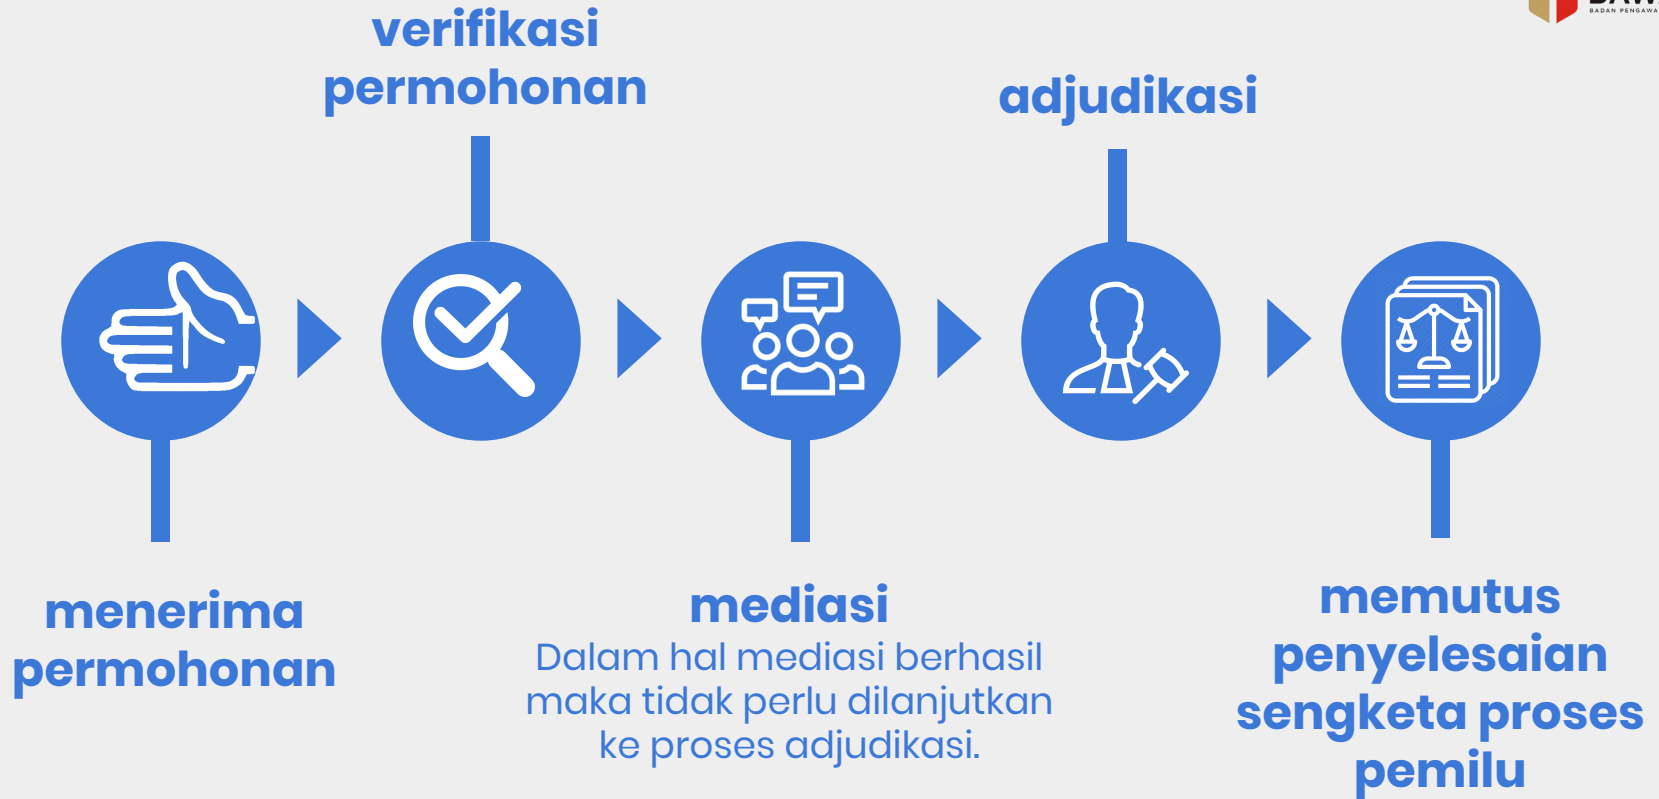 verifikasi
permohonan
adjudikasi
menerima
permohonan
mediasi
Dalam hal mediasi berhasil
maka tidak perlu dilanjutkan
ke proses adjudikasi.
memutus
penyelesaian
sengketa proses
pemilu
BADAN